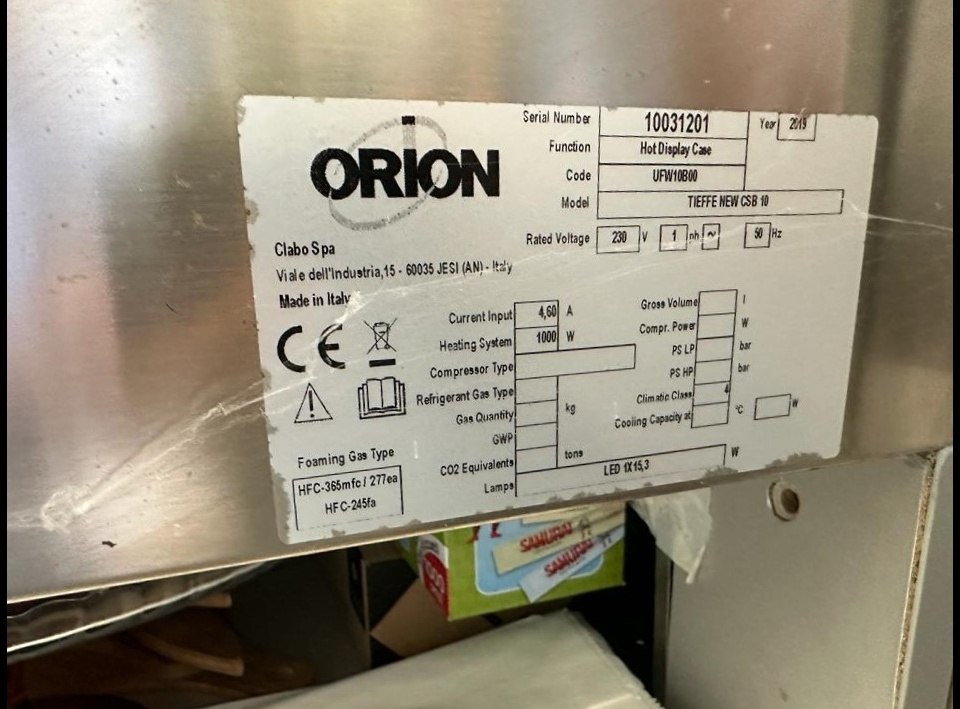 ORION
Serial Number 10031201 Year 2019
Function Hot Display Case
Code UFW10B00
Model TIEFFE NEW CSB 10
Rated Voltage 230 V 1 ph ~ 50 Hz
Clabo Spa
Viale dell'Industria,15 - 60035 JESI (AN) - Italy
Made in Italy
CE
Current Input 4,60 A
Heating System 1000 W
Compressor Type
Refrigerant Gas Type
Gas Quantity kg
GWP
CO2 Equivalents tons
Lamps LED 1X15,3 W
Gross Volume l
Compr. Power W
PS LP bar
PS HP bar
Climatic Class 4
Cooling Capacity at °C W
Foaming Gas Type
HFC-365mfc / 277ea
HFC-245fa
SAMURAI
SAMURAI